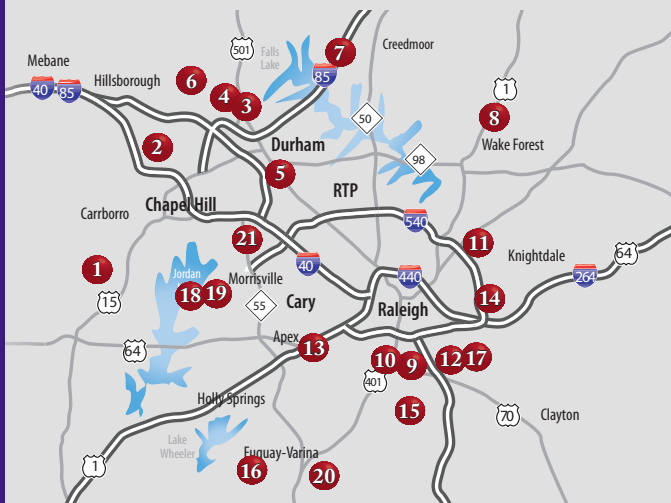 501
Falls
Lake
7
Creedmoor
Mebane
40
85
Hillsborough
6
4
3
85
1
50
8
Wake Forest
2
Durham
98
5
RTP
Carrborro
Chapel Hill
540
21
11
Knightdale
64
1
15
Jordan
18
19
Morrisville
40
440
264
55
Cary
Raleigh
14
64
Apex
13
10
9
12
17
401
15
70
Clayton
Holly Springs
Lake
Wheeler
1
Fuquay-Varina
16
20